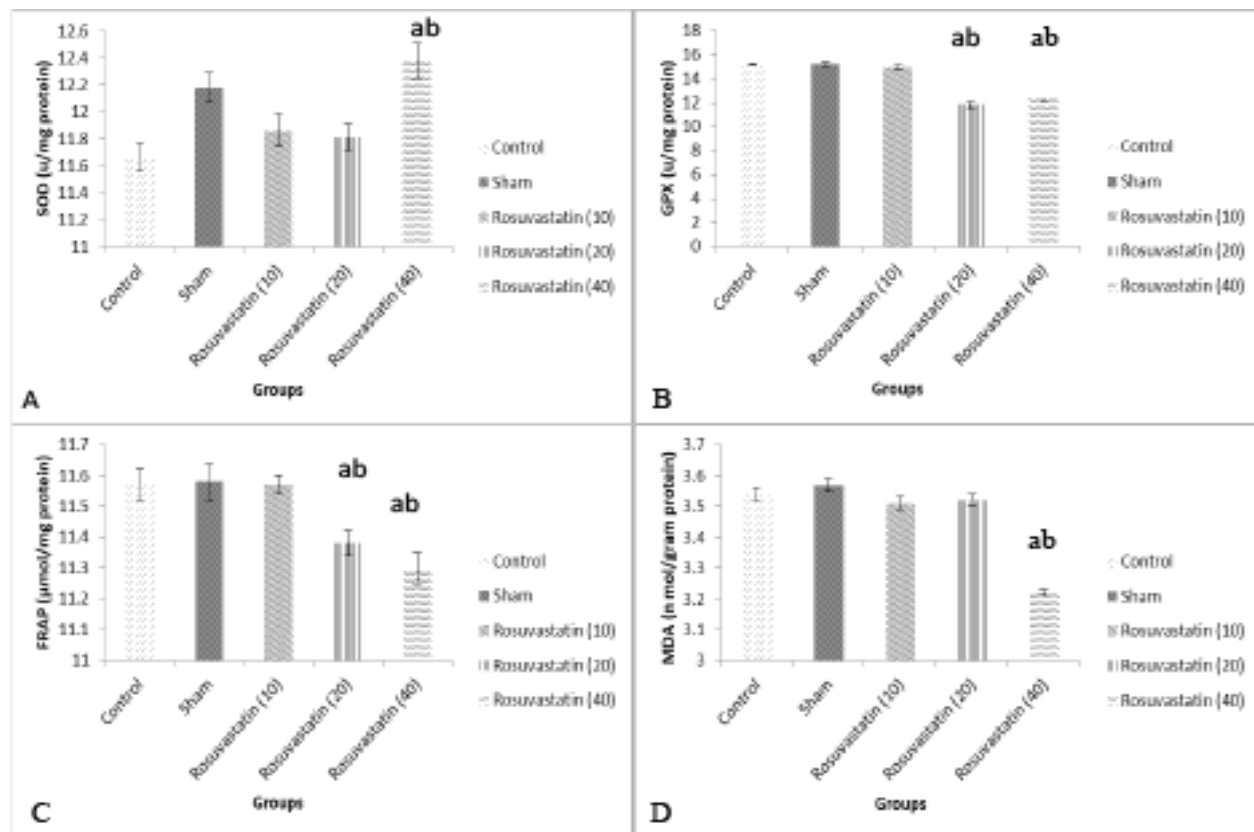 ab
12.6
12.4
12.2
12
11.8
11.6
11.4
11.2
11
SOD (u/mg protein)
Control
Sham
Rosuvastatin (10)
Rosuvastatin (20)
Rosuvastatin (40)
Groups
Control
Sham
Rosuvastatin (10)
Rosuvastatin (20)
Rosuvastatin (40)
A
ab
ab
18
16
14
12
10
8
6
4
2
0
GPX (u/mg protein)
Control
Sham
Rosuvastatin (10)
Rosuvastatin (20)
Rosuvastatin (40)
Groups
Control
Sham
Rosuvastatin (10)
Rosuvastatin (20)
Rosuvastatin (40)
B
ab
ab
11.7
11.6
11.5
11.4
11.3
11.2
11.1
11
FRAP (µmol/mg protein)
Control
Sham
Rosuvastatin (10)
Rosuvastatin (20)
Rosuvastatin (40)
Groups
Control
Sham
Rosuvastatin (10)
Rosuvastatin (20)
Rosuvastatin (40)
C
ab
3.7
3.6
3.5
3.4
3.3
3.2
3.1
3
MDA (n mol/gram protein)
Control
Sham
Rosuvastatin (10)
Rosuvastatin (20)
Rosuvastatin (40)
Groups
Control
Sham
Rosuvastatin (10)
Rosuvastatin (20)
Rosuvastatin (40)
D